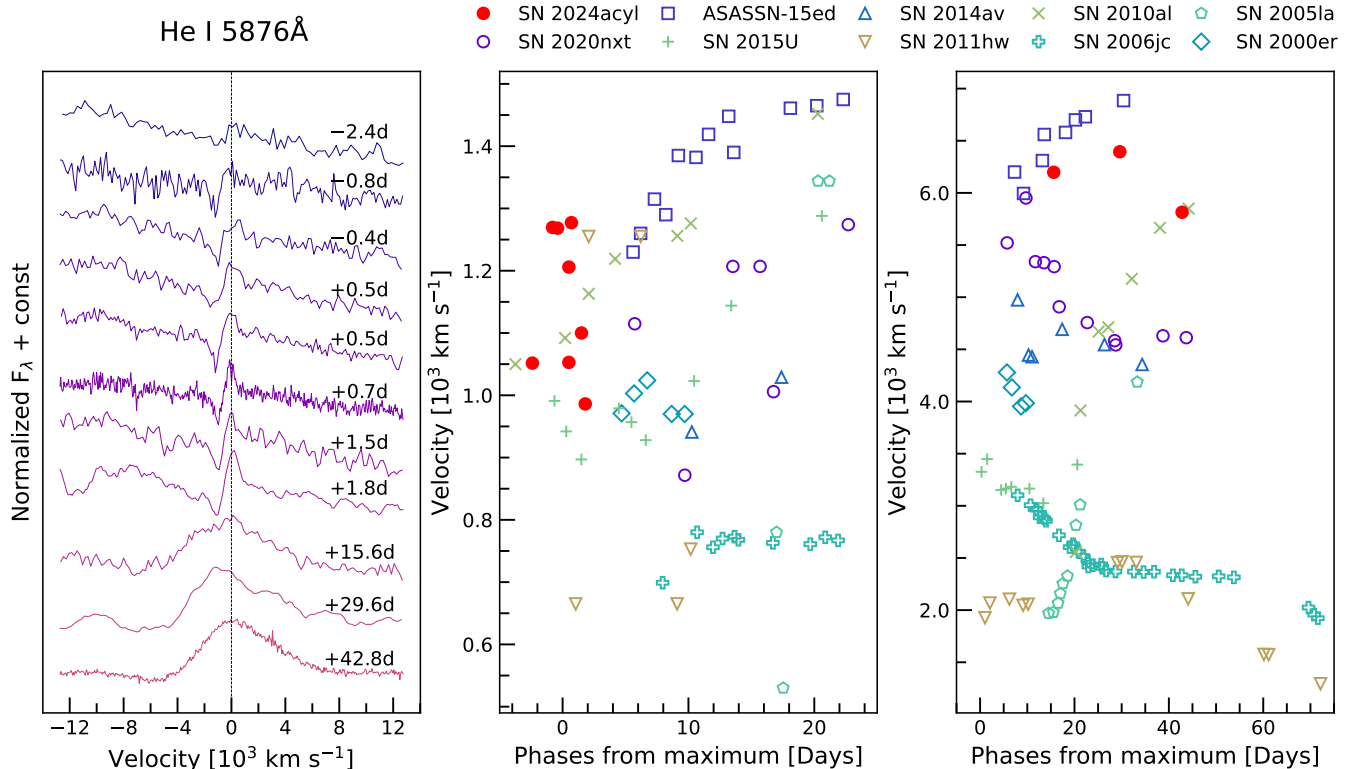 He I 5876Å
SN 2024acyl ASASSN-15ed SN 2014av SN 2010al SN 2005la
SN 2020nxt SN 2015U SN 2011hw SN 2006jc SN 2000er
Normalized Fλ + const
−2.4d
−0.8d
−0.4d
+0.5d
+0.5d
+0.7d
+1.5d
+1.8d
+15.6d
+29.6d
+42.8d
−12 −8 −4 0 4 8 12
Velocity [10³ km s⁻¹]
Velocity [10³ km s⁻¹]
1.4
1.2
1.0
0.8
0.6
0 10 20
Phases from maximum [Days]
Velocity [10³ km s⁻¹]
6.0
4.0
2.0
0 20 40 60
Phases from maximum [Days]